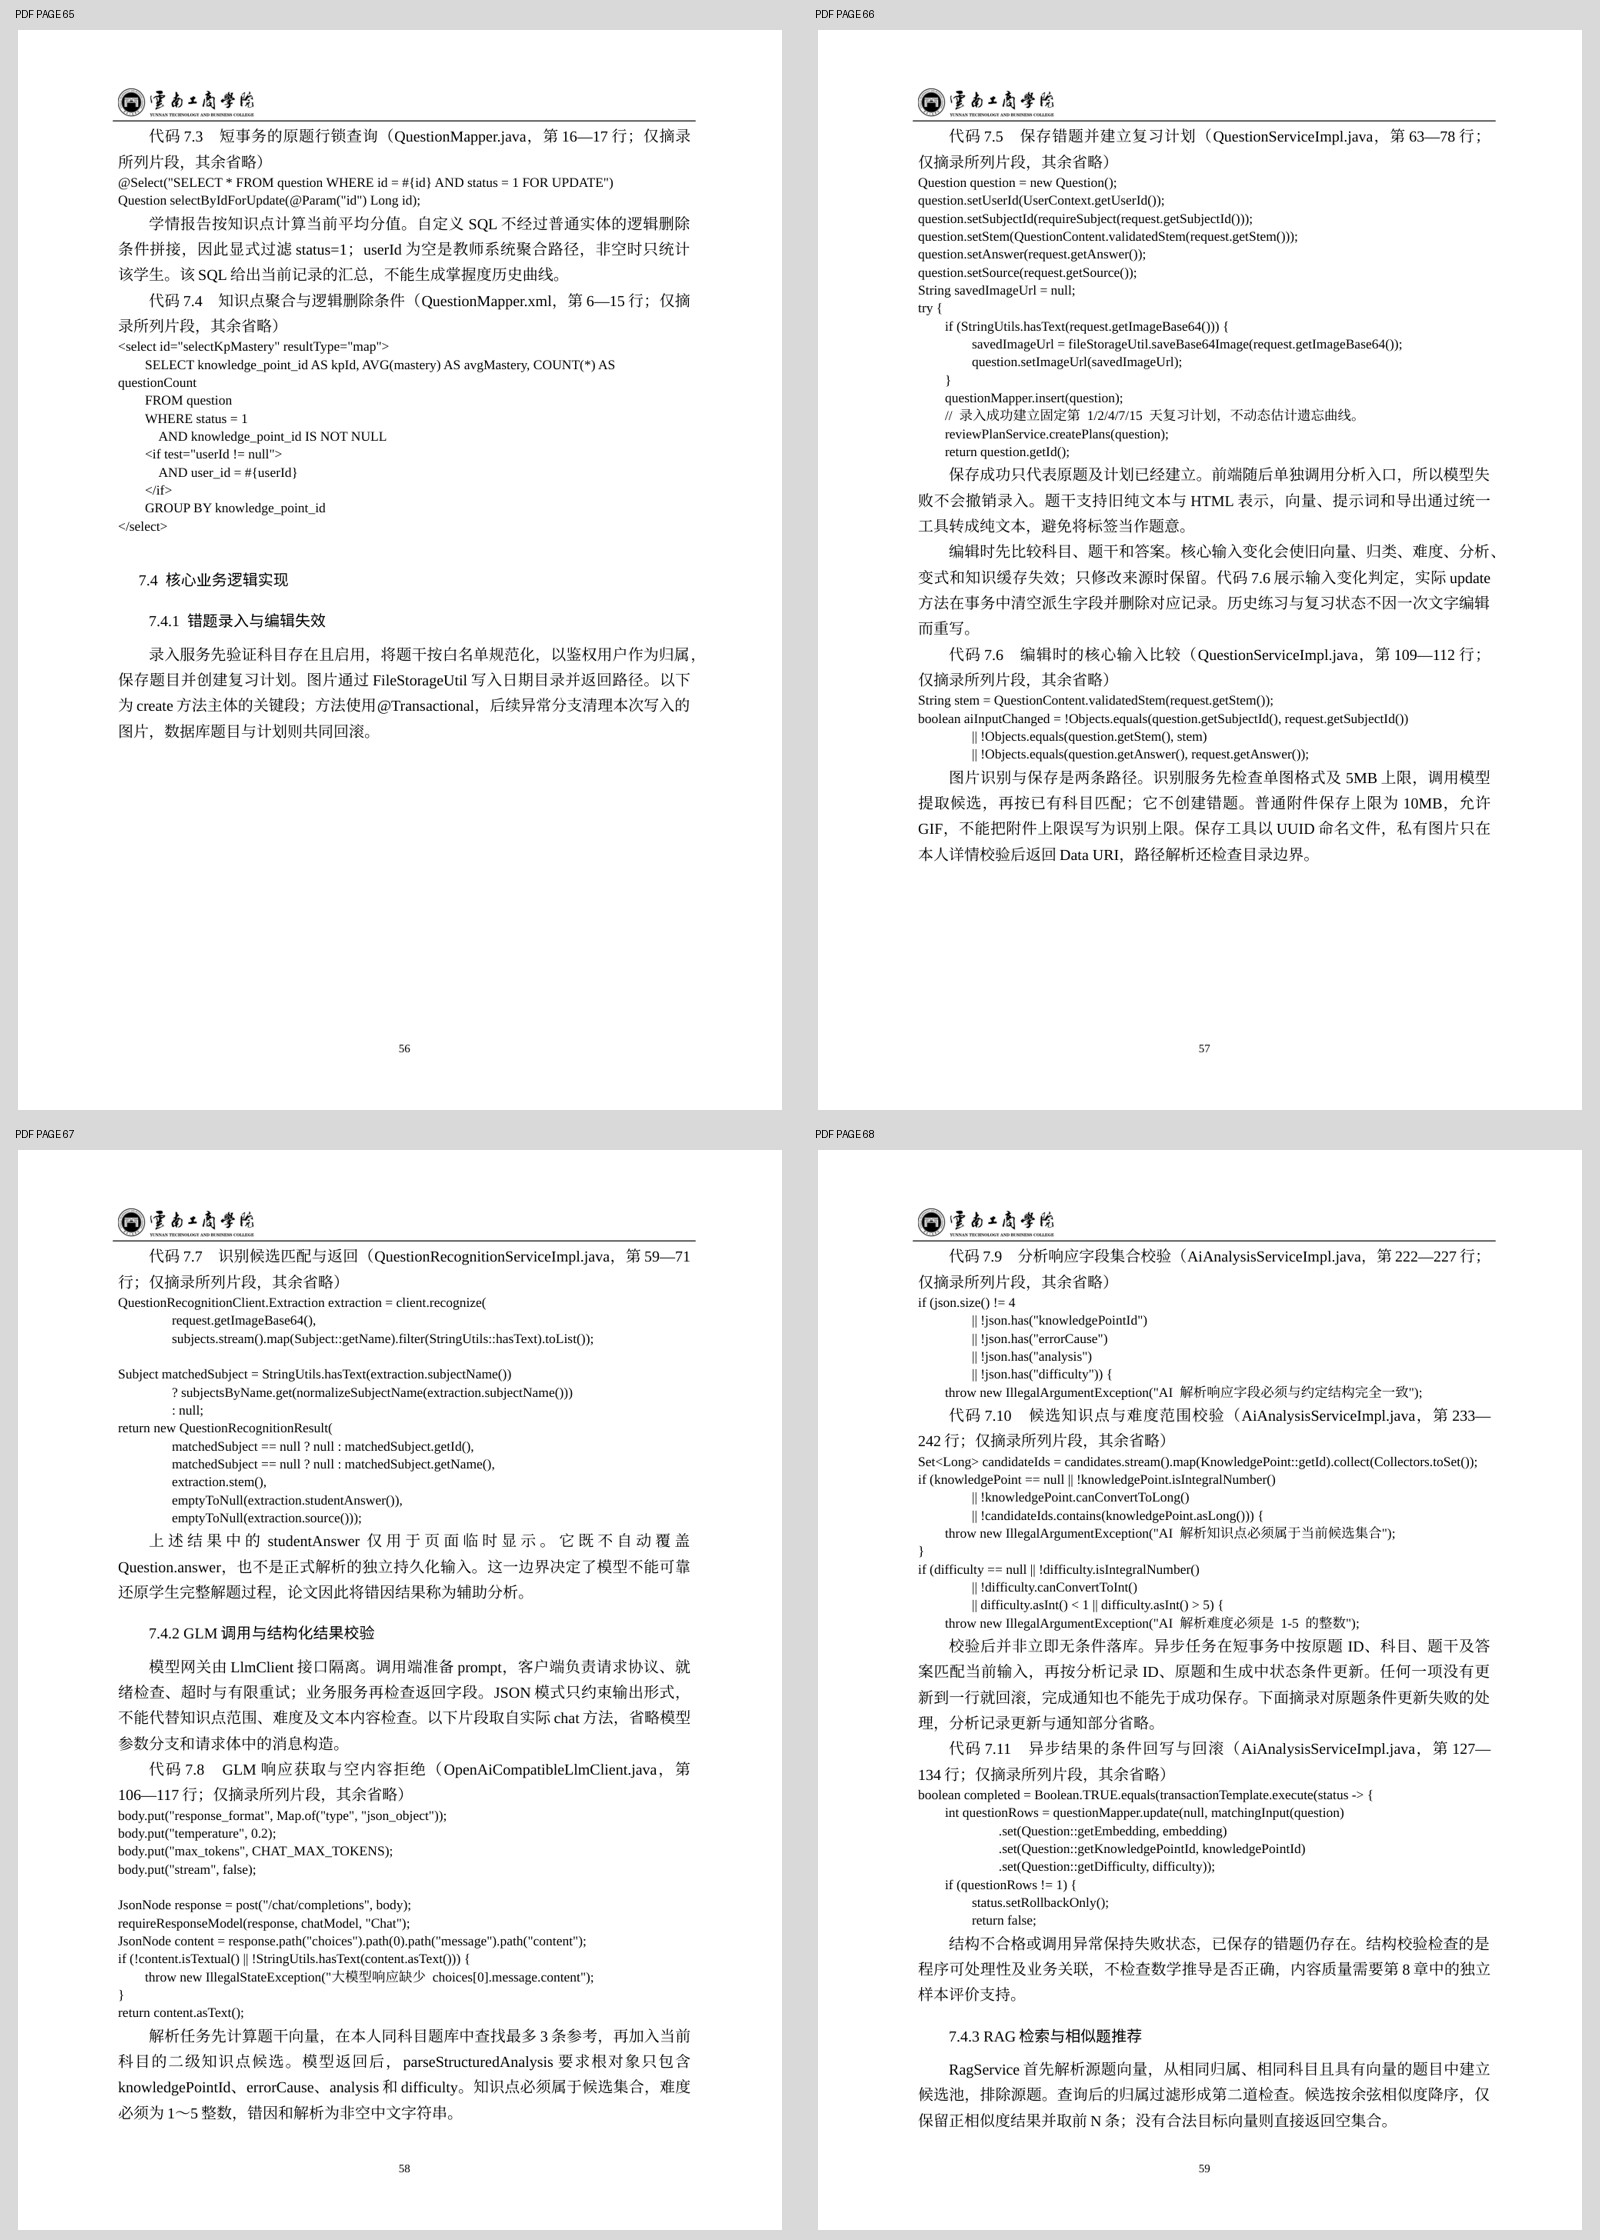 PDF PAGE 65
雲南工商學院
YUNNAN TECHNOLOGY AND BUSINESS COLLEGE
代码 7.3 短事务的原题行锁查询（QuestionMapper.java，第 16—17 行；仅摘录
所列片段，其余省略）
@Select("SELECT * FROM question WHERE id = #{id} AND status = 1 FOR UPDATE")
Question selectByIdForUpdate(@Param("id") Long id);
学情报告按知识点计算当前平均分值。自定义 SQL 不经过普通实体的逻辑删除
条件拼接，因此显式过滤 status=1；userId 为空是教师系统聚合路径，非空时只统计
该学生。该 SQL 给出当前记录的汇总，不能生成掌握度历史曲线。
代码 7.4 知识点聚合与逻辑删除条件（QuestionMapper.xml，第 6—15 行；仅摘
录所列片段，其余省略）
<select id="selectKpMastery" resultType="map">
SELECT knowledge_point_id AS kpId, AVG(mastery) AS avgMastery, COUNT(*) AS
questionCount
FROM question
WHERE status = 1
AND knowledge_point_id IS NOT NULL
<if test="userId != null">
AND user_id = #{userId}
</if>
GROUP BY knowledge_point_id
</select>
7.4 核心业务逻辑实现
7.4.1 错题录入与编辑失效
录入服务先验证科目存在且启用，将题干按白名单规范化，以鉴权用户作为归属，
保存题目并创建复习计划。图片通过 FileStorageUtil 写入日期目录并返回路径。以下
为 create 方法主体的关键段；方法使用@Transactional，后续异常分支清理本次写入的
图片，数据库题目与计划则共同回滚。
56
PDF PAGE 66
雲南工商學院
YUNNAN TECHNOLOGY AND BUSINESS COLLEGE
代码 7.5 保存错题并建立复习计划（QuestionServiceImpl.java，第 63—78 行；
仅摘录所列片段，其余省略）
Question question = new Question();
question.setUserId(UserContext.getUserId());
question.setSubjectId(requireSubject(request.getSubjectId()));
question.setStem(QuestionContent.validatedStem(request.getStem()));
question.setAnswer(request.getAnswer());
question.setSource(request.getSource());
String savedImageUrl = null;
try {
if (StringUtils.hasText(request.getImageBase64())) {
savedImageUrl = fileStorageUtil.saveBase64Image(request.getImageBase64());
question.setImageUrl(savedImageUrl);
}
questionMapper.insert(question);
// 录入成功建立固定第 1/2/4/7/15 天复习计划，不动态估计遗忘曲线。
reviewPlanService.createPlans(question);
return question.getId();
保存成功只代表原题及计划已经建立。前端随后单独调用分析入口，所以模型失
败不会撤销录入。题干支持旧纯文本与 HTML 表示，向量、提示词和导出通过统一
工具转成纯文本，避免将标签当作题意。
编辑时先比较科目、题干和答案。核心输入变化会使旧向量、归类、难度、分析、
变式和知识缓存失效；只修改来源时保留。代码 7.6 展示输入变化判定，实际 update
方法在事务中清空派生字段并删除对应记录。历史练习与复习状态不因一次文字编辑
而重写。
代码 7.6 编辑时的核心输入比较（QuestionServiceImpl.java，第 109—112 行；
仅摘录所列片段，其余省略）
String stem = QuestionContent.validatedStem(request.getStem());
boolean aiInputChanged = !Objects.equals(question.getSubjectId(), request.getSubjectId())
|| !Objects.equals(question.getStem(), stem)
|| !Objects.equals(question.getAnswer(), request.getAnswer());
图片识别与保存是两条路径。识别服务先检查单图格式及 5MB 上限，调用模型
提取候选，再按已有科目匹配；它不创建错题。普通附件保存上限为 10MB，允许
GIF，不能把附件上限误写为识别上限。保存工具以 UUID 命名文件，私有图片只在
本人详情校验后返回 Data URI，路径解析还检查目录边界。
57
PDF PAGE 67
雲南工商學院
YUNNAN TECHNOLOGY AND BUSINESS COLLEGE
代码 7.7 识别候选匹配与返回（QuestionRecognitionServiceImpl.java，第 59—71
行；仅摘录所列片段，其余省略）
QuestionRecognitionClient.Extraction extraction = client.recognize(
request.getImageBase64(),
subjects.stream().map(Subject::getName).filter(StringUtils::hasText).toList());
Subject matchedSubject = StringUtils.hasText(extraction.subjectName())
? subjectsByName.get(normalizeSubjectName(extraction.subjectName()))
: null;
return new QuestionRecognitionResult(
matchedSubject == null ? null : matchedSubject.getId(),
matchedSubject == null ? null : matchedSubject.getName(),
extraction.stem(),
emptyToNull(extraction.studentAnswer()),
emptyToNull(extraction.source()));
上述结果中的 studentAnswer 仅用于页面临时显示。它既不自动覆盖
Question.answer，也不是正式解析的独立持久化输入。这一边界决定了模型不能可靠
还原学生完整解题过程，论文因此将错因结果称为辅助分析。
7.4.2 GLM 调用与结构化结果校验
模型网关由 LlmClient 接口隔离。调用端准备 prompt，客户端负责请求协议、就
绪检查、超时与有限重试；业务服务再检查返回字段。JSON 模式只约束输出形式，
不能代替知识点范围、难度及文本内容检查。以下片段取自实际 chat 方法，省略模型
参数分支和请求体中的消息构造。
代码 7.8 GLM 响应获取与空内容拒绝（OpenAiCompatibleLlmClient.java，第
106—117 行；仅摘录所列片段，其余省略）
body.put("response_format", Map.of("type", "json_object"));
body.put("temperature", 0.2);
body.put("max_tokens", CHAT_MAX_TOKENS);
body.put("stream", false);
JsonNode response = post("/chat/completions", body);
requireResponseModel(response, chatModel, "Chat");
JsonNode content = response.path("choices").path(0).path("message").path("content");
if (!content.isTextual() || !StringUtils.hasText(content.asText())) {
throw new IllegalStateException("大模型响应缺少 choices[0].message.content");
}
return content.asText();
解析任务先计算题干向量，在本人同科目题库中查找最多 3 条参考，再加入当前
科目的二级知识点候选。模型返回后，parseStructuredAnalysis 要求根对象只包含
knowledgePointId、errorCause、analysis 和 difficulty。知识点必须属于候选集合，难度
必须为 1～5 整数，错因和解析为非空中文字符串。
58
PDF PAGE 68
雲南工商學院
YUNNAN TECHNOLOGY AND BUSINESS COLLEGE
代码 7.9 分析响应字段集合校验（AiAnalysisServiceImpl.java，第 222—227 行；
仅摘录所列片段，其余省略）
if (json.size() != 4
|| !json.has("knowledgePointId")
|| !json.has("errorCause")
|| !json.has("analysis")
|| !json.has("difficulty")) {
throw new IllegalArgumentException("AI 解析响应字段必须与约定结构完全一致");
代码 7.10 候选知识点与难度范围校验（AiAnalysisServiceImpl.java，第 233—
242 行；仅摘录所列片段，其余省略）
Set<Long> candidateIds = candidates.stream().map(KnowledgePoint::getId).collect(Collectors.toSet());
if (knowledgePoint == null || !knowledgePoint.isIntegralNumber()
|| !knowledgePoint.canConvertToLong()
|| !candidateIds.contains(knowledgePoint.asLong())) {
throw new IllegalArgumentException("AI 解析知识点必须属于当前候选集合");
}
if (difficulty == null || !difficulty.isIntegralNumber()
|| !difficulty.canConvertToInt()
|| difficulty.asInt() < 1 || difficulty.asInt() > 5) {
throw new IllegalArgumentException("AI 解析难度必须是 1-5 的整数");
校验后并非立即无条件落库。异步任务在短事务中按原题 ID、科目、题干及答
案匹配当前输入，再按分析记录 ID、原题和生成中状态条件更新。任何一项没有更
新到一行就回滚，完成通知也不能先于成功保存。下面摘录对原题条件更新失败的处
理，分析记录更新与通知部分省略。
代码 7.11 异步结果的条件回写与回滚（AiAnalysisServiceImpl.java，第 127—
134 行；仅摘录所列片段，其余省略）
boolean completed = Boolean.TRUE.equals(transactionTemplate.execute(status -> {
int questionRows = questionMapper.update(null, matchingInput(question)
.set(Question::getEmbedding, embedding)
.set(Question::getKnowledgePointId, knowledgePointId)
.set(Question::getDifficulty, difficulty));
if (questionRows != 1) {
status.setRollbackOnly();
return false;
结构不合格或调用异常保持失败状态，已保存的错题仍存在。结构校验检查的是
程序可处理性及业务关联，不检查数学推导是否正确，内容质量需要第 8 章中的独立
样本评价支持。
7.4.3 RAG 检索与相似题推荐
RagService 首先解析源题向量，从相同归属、相同科目且具有向量的题目中建立
候选池，排除源题。查询后的归属过滤形成第二道检查。候选按余弦相似度降序，仅
保留正相似度结果并取前 N 条；没有合法目标向量则直接返回空集合。
59